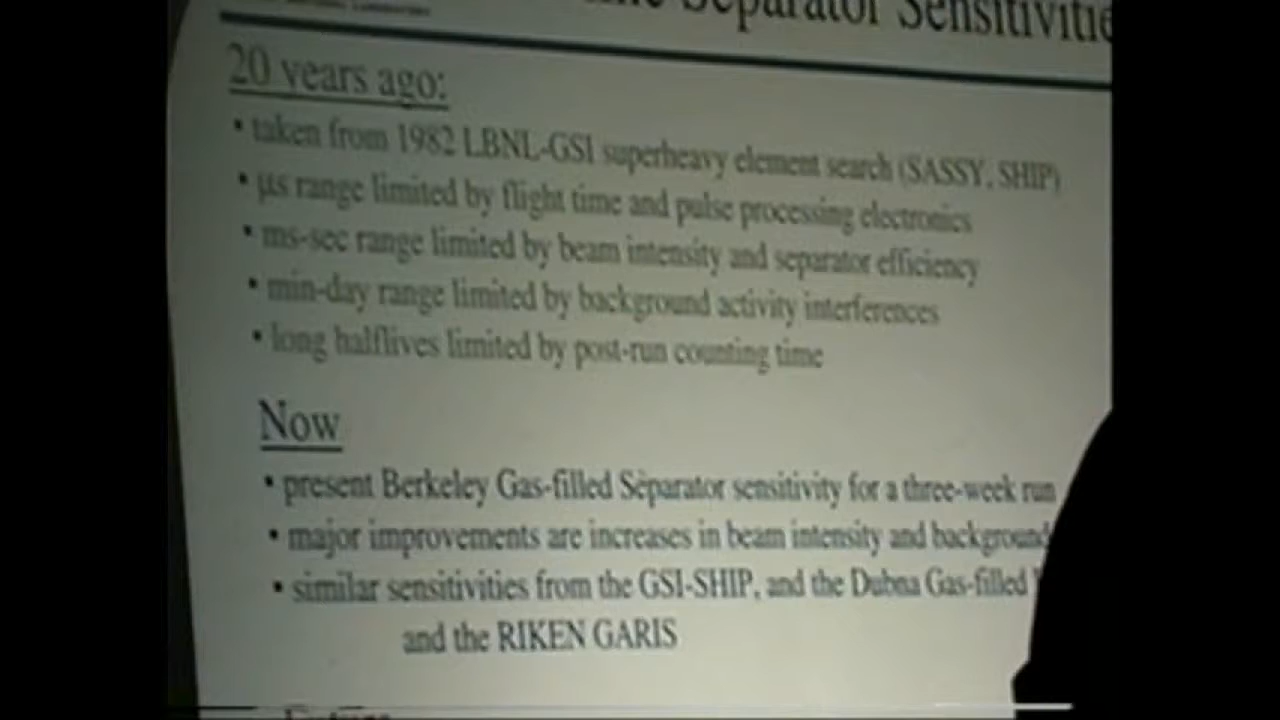 Separator Sensitivitie
20 years ago:
• taken from 1982 LBNL-GSI superheavy element search (SASSY, SHIP)
• µs range limited by flight time and pulse processing electronics
• ms-sec range limited by beam intensity and separator efficiency
• min-day range limited by background activity interferences
• long halflives limited by post-run counting time
Now
• present Berkeley Gas-filled Separator sensitivity for a three-week run
• major improvements are increases in beam intensity and background
• similar sensitivities from the GSI-SHIP, and the Dubna Gas-filled
and the RIKEN GARIS